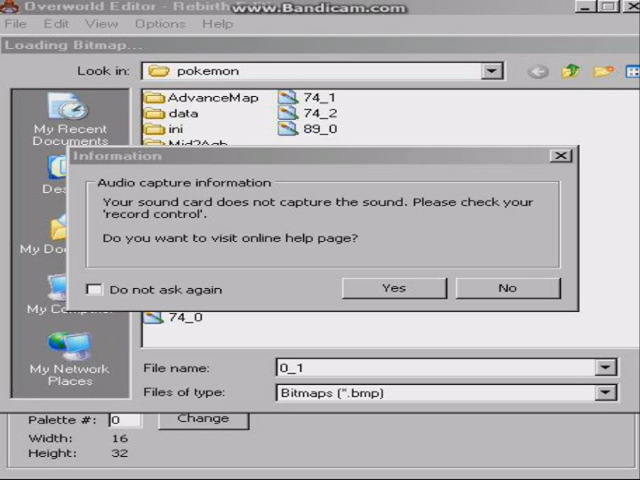 Overworld Editor - Rebirth
www.Bandicam.com
File Edit View Options Help
Loading Bitmap...
Look in: pokemon
AdvanceMap 74_1
data 74_2
ini 89_0
Mid2Agb
My Recent Documents
Information
Audio capture information
Your sound card does not capture the sound. Please check your
'record control'.
Do you want to visit online help page?
Do not ask again Yes No
74_0
My Network
Places
File name: 0_1
Files of type: Bitmaps (*.bmp)
Palette #: 0 Change
Width: 16
Height: 32